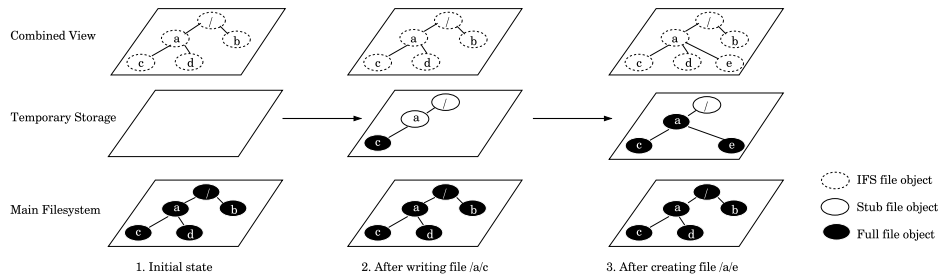 Combined View
/
a
b
c
d
/
a
b
c
d
/
a
b
c
d
e
Temporary Storage
/
a
c
/
a
c
e
Main Filesystem
/
a
b
c
d
/
a
b
c
d
/
a
b
c
d
IFS file object
Stub file object
Full file object
1. Initial state
2. After writing file /a/c
3. After creating file /a/e